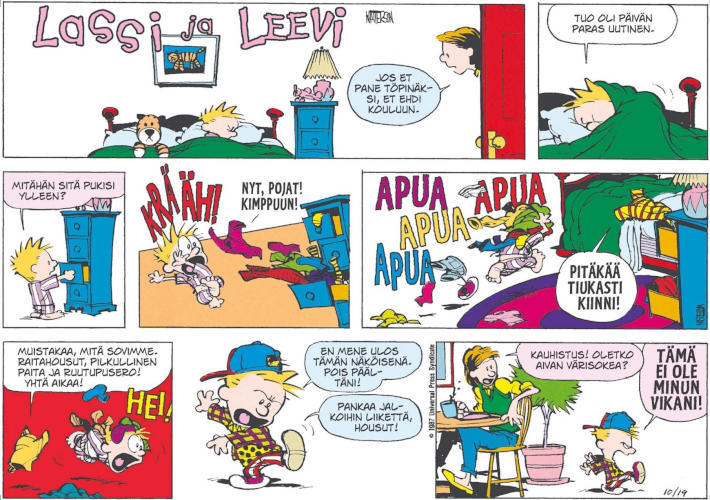 LASSi ja LEEVi
WATTERSON
JOS ET
PANE TÖPINÄK-
SI, ET EHDI
KOULUUN.
TUO OLI PÄIVÄN
PARAS UUTINEN.
MITÄHÄN SITÄ PUKISI
YLLEEN?
KRÄÄÄH!
NYT, POJAT!
KIMPPUUN!
APUA
APUA
APUA
APUA
PITÄKÄÄ
TIUKASTI
KIINNI!
WATTERSON
MUISTAKAA, MITÄ SOVIMME.
RAITAHOUSUT, PILKULLINEN
PAITA JA RUUTUPUSERO!
YHTÄ AIKAA!
HEI!
EN MENE ULOS
TÄMÄN NÄKÖISENÄ.
POIS PÄÄL-
TÄNI!
PANKAA JAL-
KOIHIN LIIKETTÄ,
HOUSUT!
© 1987 Universal Press Syndicate
KAUHISTUS! OLETKO
AIVAN VÄRISOKEA?
TÄMÄ
EI OLE
MINUN
VIKANI!
10/19